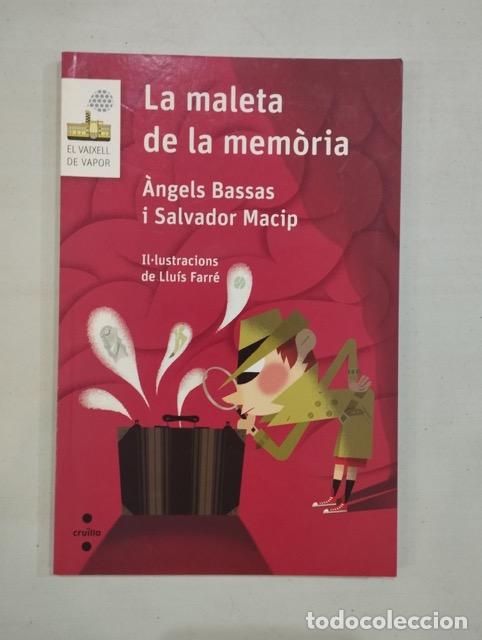 EL VAIXELL
DE VAPOR
La maleta
de la memòria
Àngels Bassas
i Salvador Macip
Il·lustracions
de Lluís Farré
cruïlla
todocoleccion.net